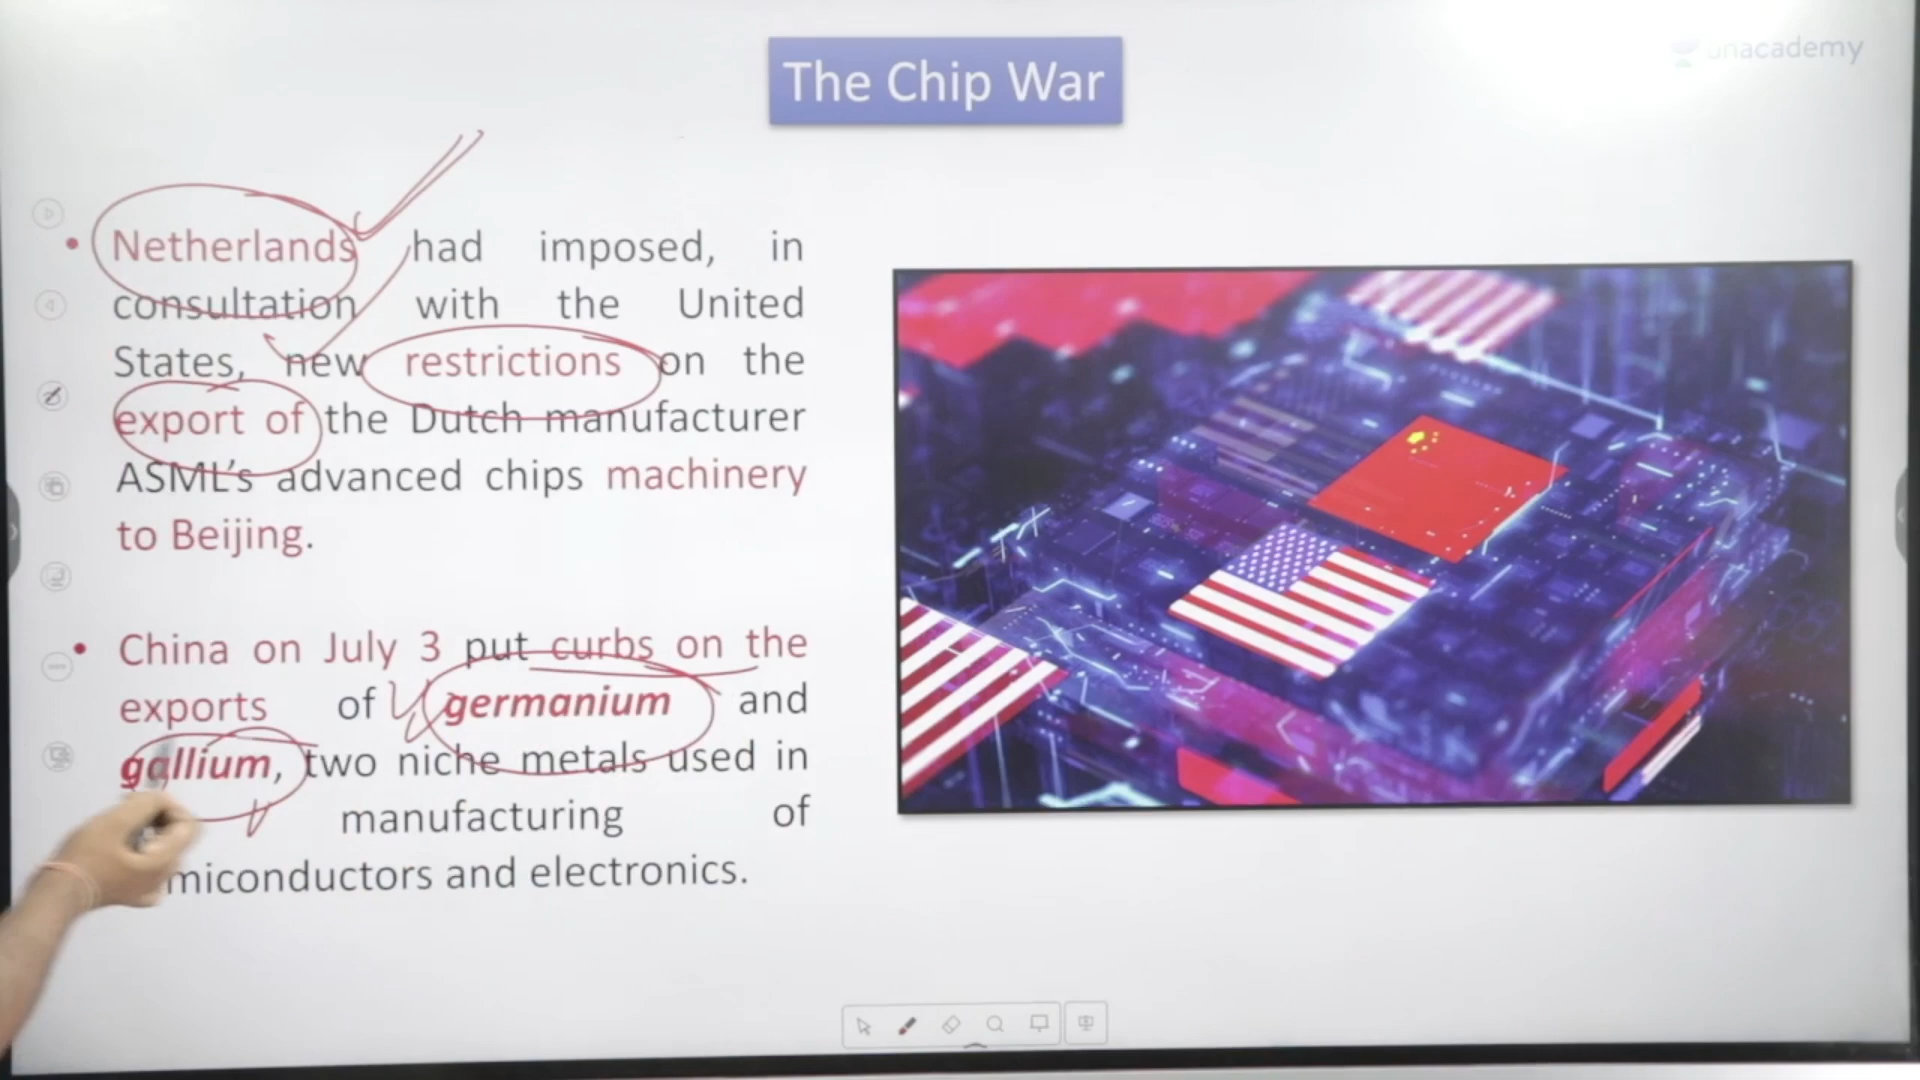 The Chip War
unacademy
• Netherlands had imposed, in
consultation with the United
States, new restrictions on the
export of the Dutch manufacturer
ASML's advanced chips machinery
to Beijing.
• China on July 3 put curbs on the
exports of germanium and
gallium, two niche metals used in
manufacturing of
miconductors and electronics.